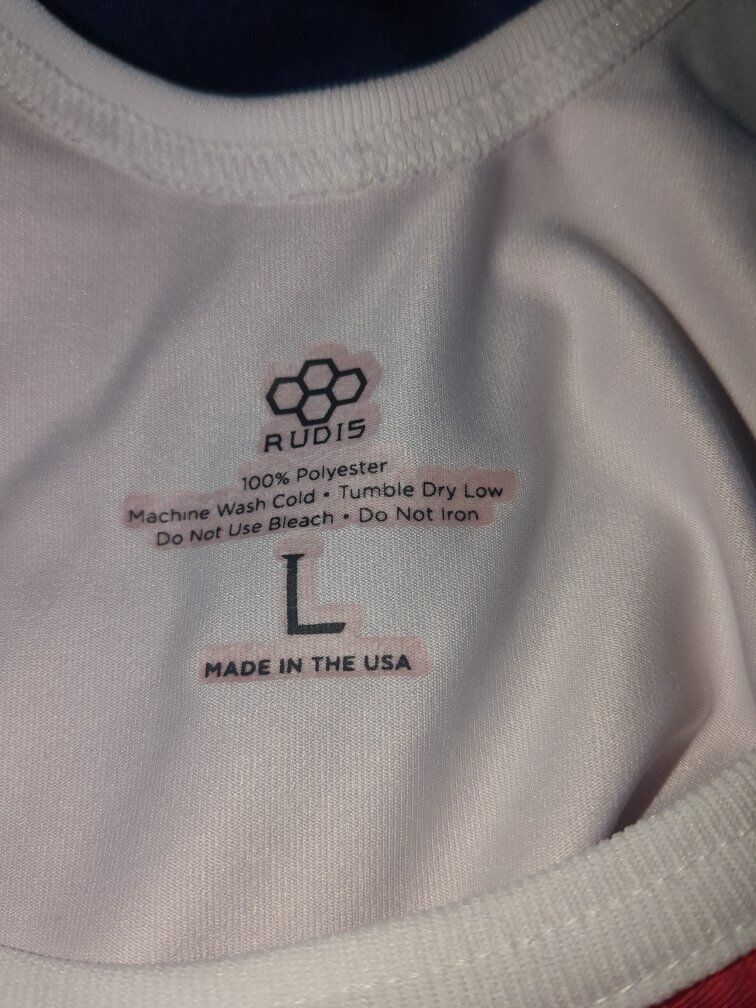 RUDIS
100% Polyester
Machine Wash Cold • Tumble Dry Low
Do Not Use Bleach • Do Not Iron
L
MADE IN THE USA